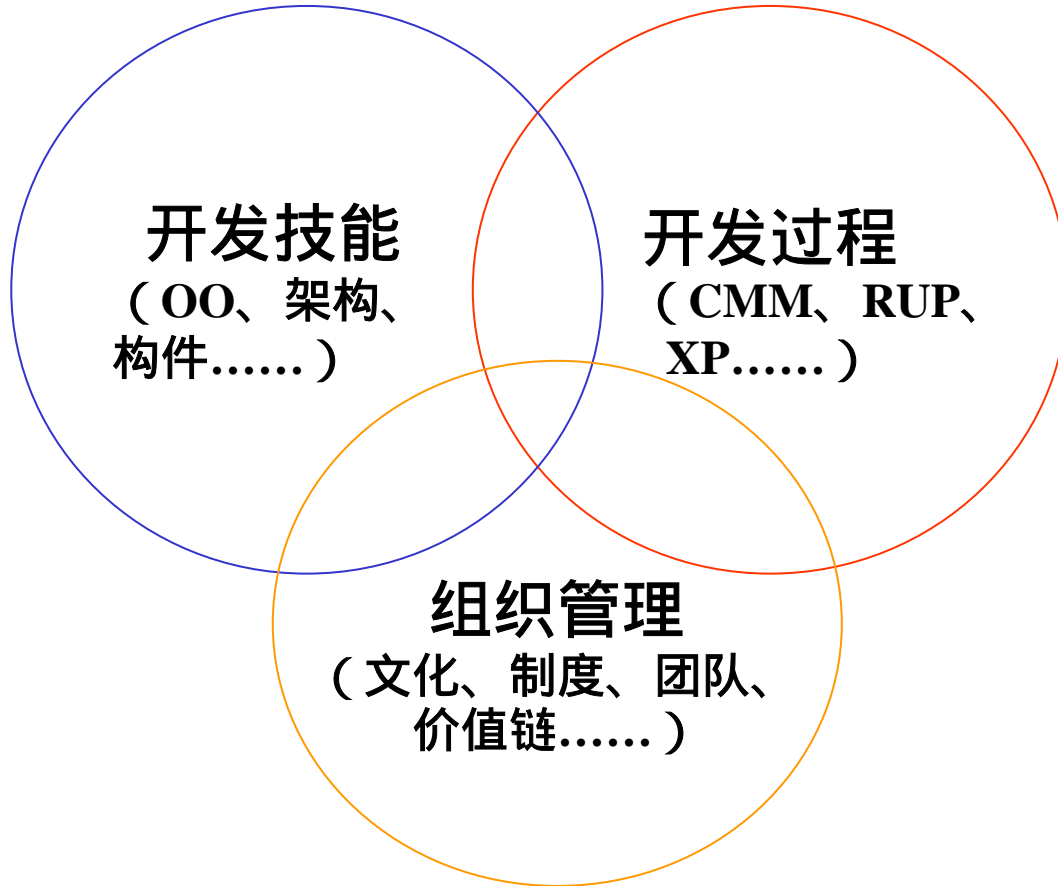 开发技能
（OO、架构、
构件……）
开发过程
（CMM、RUP、
XP……）
组织管理
（文化、制度、团队、
价值链……）